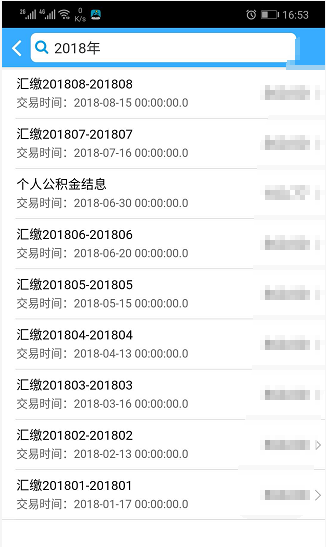 2G 4G 0 K/s 16:53
2018年
汇缴201808-201808
交易时间：2018-08-15 00:00:00.0
汇缴201807-201807
交易时间：2018-07-16 00:00:00.0
个人公积金结息
交易时间：2018-06-30 00:00:00.0
汇缴201806-201806
交易时间：2018-06-20 00:00:00.0
汇缴201805-201805
交易时间：2018-05-15 00:00:00.0
汇缴201804-201804
交易时间：2018-04-13 00:00:00.0
汇缴201803-201803
交易时间：2018-03-16 00:00:00.0
汇缴201802-201802
交易时间：2018-02-13 00:00:00.0
汇缴201801-201801
交易时间：2018-01-17 00:00:00.0